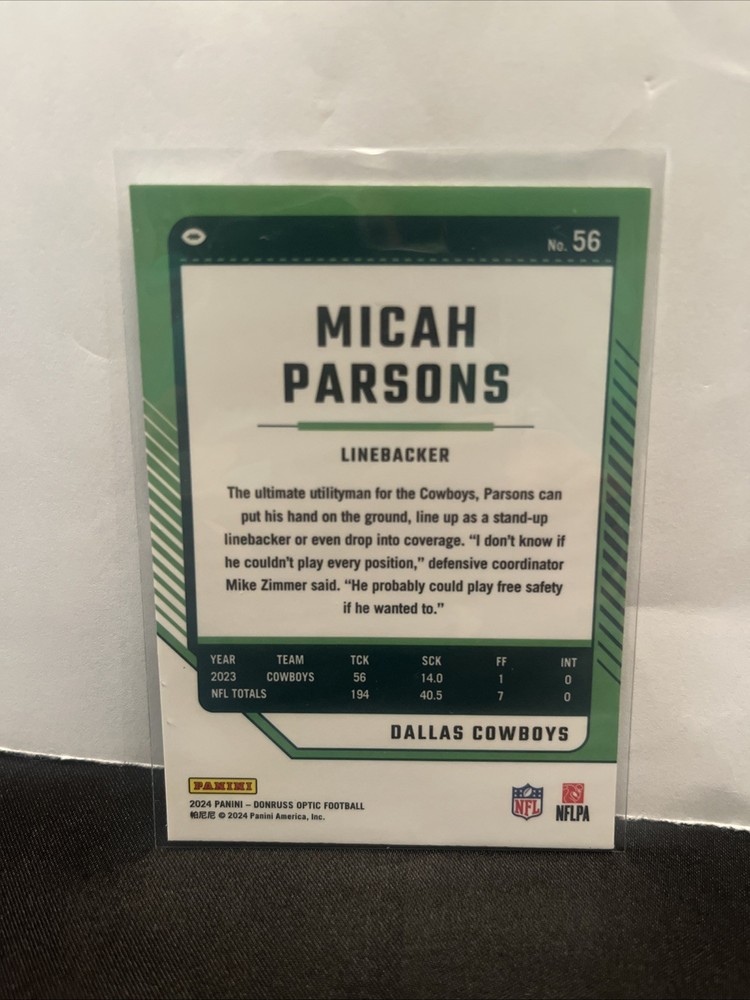 No. 56
MICAH
PARSONS
LINEBACKER
The ultimate utilityman for the Cowboys, Parsons can
put his hand on the ground, line up as a stand-up
linebacker or even drop into coverage. “I don’t know if
he couldn’t play every position,” defensive coordinator
Mike Zimmer said. “He probably could play free safety
if he wanted to.”
YEAR TEAM TCK SCK FF INT
2023 COWBOYS 56 14.0 1 0
NFL TOTALS 194 40.5 7 0
DALLAS COWBOYS
PANINI
2024 PANINI – DONRUSS OPTIC FOOTBALL
帕尼尼 © 2024 Panini America, Inc.
NFL
NFLPA